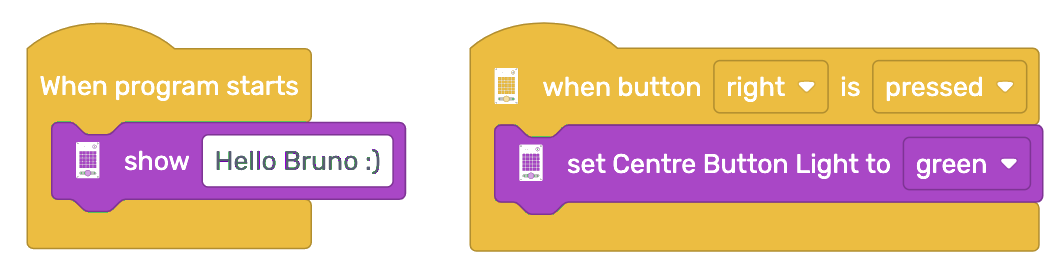 When program starts
show Hello Bruno :)
when button right is pressed
set Centre Button Light to green